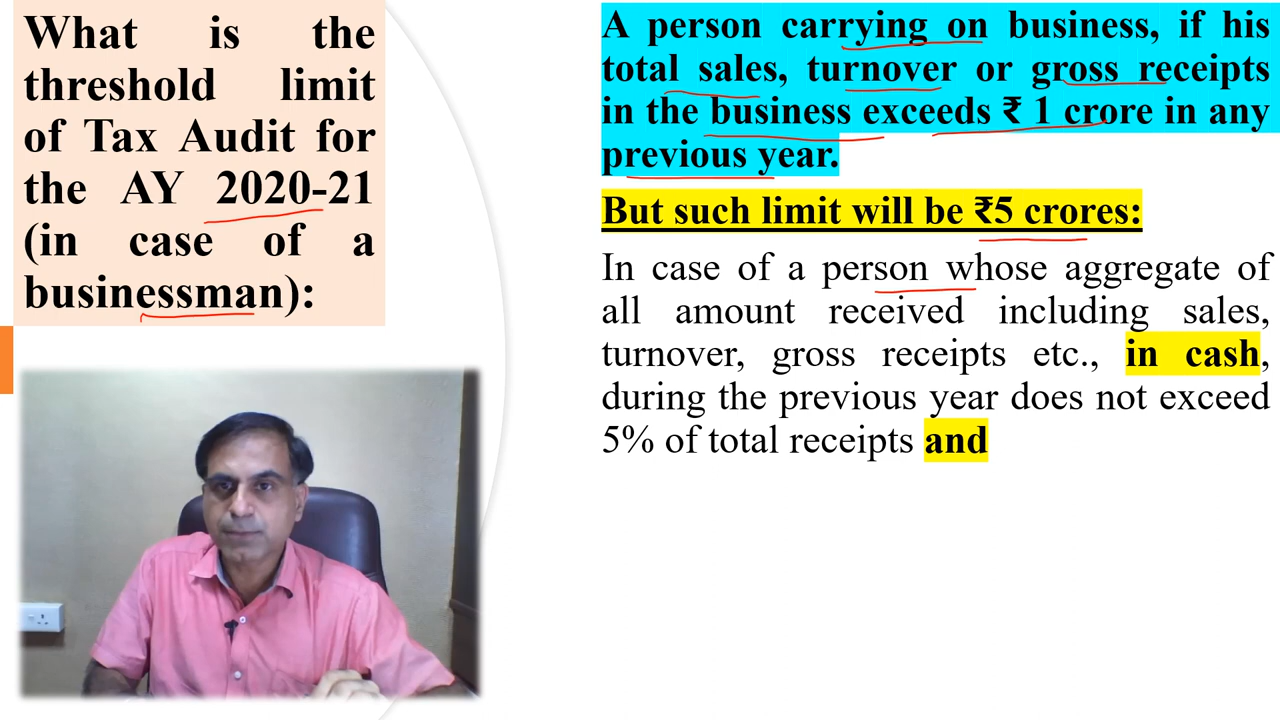 What is the
threshold limit
of Tax Audit for
the AY 2020-21
(in case of a
businessman):
A person carrying on business, if his
total sales, turnover or gross receipts
in the business exceeds ₹ 1 crore in any
previous year.
But such limit will be ₹5 crores:
In case of a person whose aggregate of
all amount received including sales,
turnover, gross receipts etc., in cash,
during the previous year does not exceed
5% of total receipts and